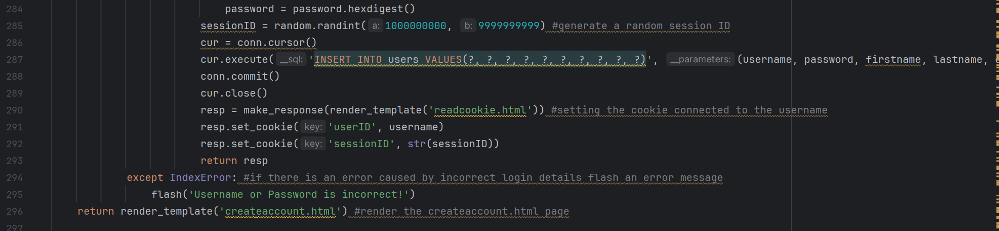 284 password = password.hexdigest()
285 sessionID = random.randint( a: 1000000000, b: 9999999999) #generate a random session ID
286 cur = conn.cursor()
287 cur.execute( __sql: 'INSERT INTO users VALUES(?, ?, ?, ?, ?, ?, ?, ?, ?, ?)', __parameters: (username, password, firstname, lastname,
288 conn.commit()
289 cur.close()
290 resp = make_response(render_template('readcookie.html')) #setting the cookie connected to the username
291 resp.set_cookie( key: 'userID', username)
292 resp.set_cookie( key: 'sessionID', str(sessionID))
293 return resp
294 except IndexError: #if there is an error caused by incorrect login details flash an error message
295 flash('Username or Password is incorrect!')
296 return render_template('createaccount.html') #render the createaccount.html page
297